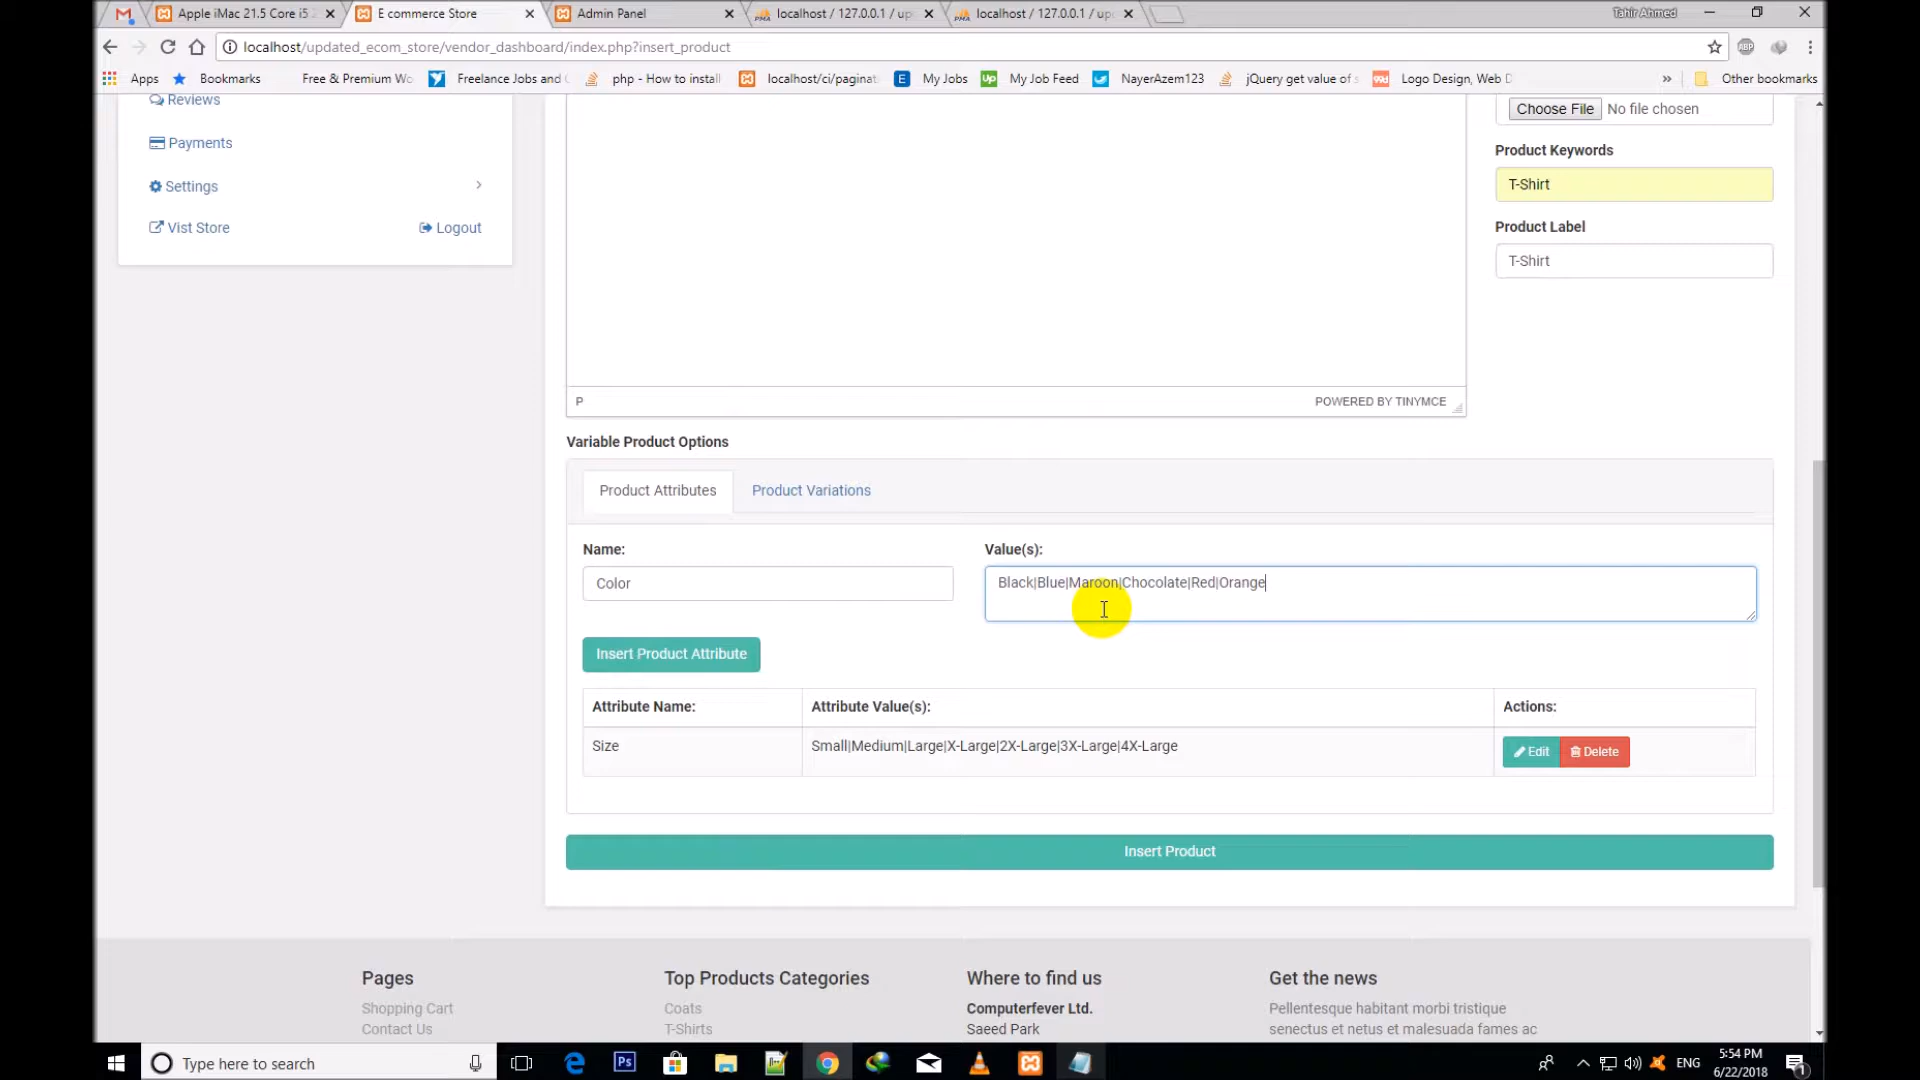 Apple iMac 21.5 Core i5 2
E commerce Store
Admin Panel
localhost / 127.0.0.1 / up
localhost / 127.0.0.1 / up
Tahir Ahmed
localhost/updated_ecom_store/vendor_dashboard/index.php?insert_product
Apps
Bookmarks
Free & Premium Wo
Freelance Jobs and
php - How to install
localhost/ci/paginat
My Jobs
My Job Feed
NayerAzem123
jQuery get value of
Logo Design, Web D
Other bookmarks
Reviews
Payments
Settings
Vist Store
Logout
Choose File No file chosen
Product Keywords
T-Shirt
Product Label
T-Shirt
P
POWERED BY TINYMCE
Variable Product Options
Product Attributes
Product Variations
Name:
Value(s):
Color
Black|Blue|Maroon|Chocolate|Red|Orange
Insert Product Attribute
Attribute Name:
Attribute Value(s):
Actions:
Size
Small|Medium|Large|X-Large|2X-Large|3X-Large|4X-Large
Edit
Delete
Insert Product
Pages
Top Products Categories
Where to find us
Get the news
Shopping Cart
Coats
Computerfever Ltd.
Pellentesque habitant morbi tristique
Contact Us
T-Shirts
Saeed Park
senectus et netus et malesuada fames ac
Type here to search
Ps
ENG
5:54 PM
6/22/2018